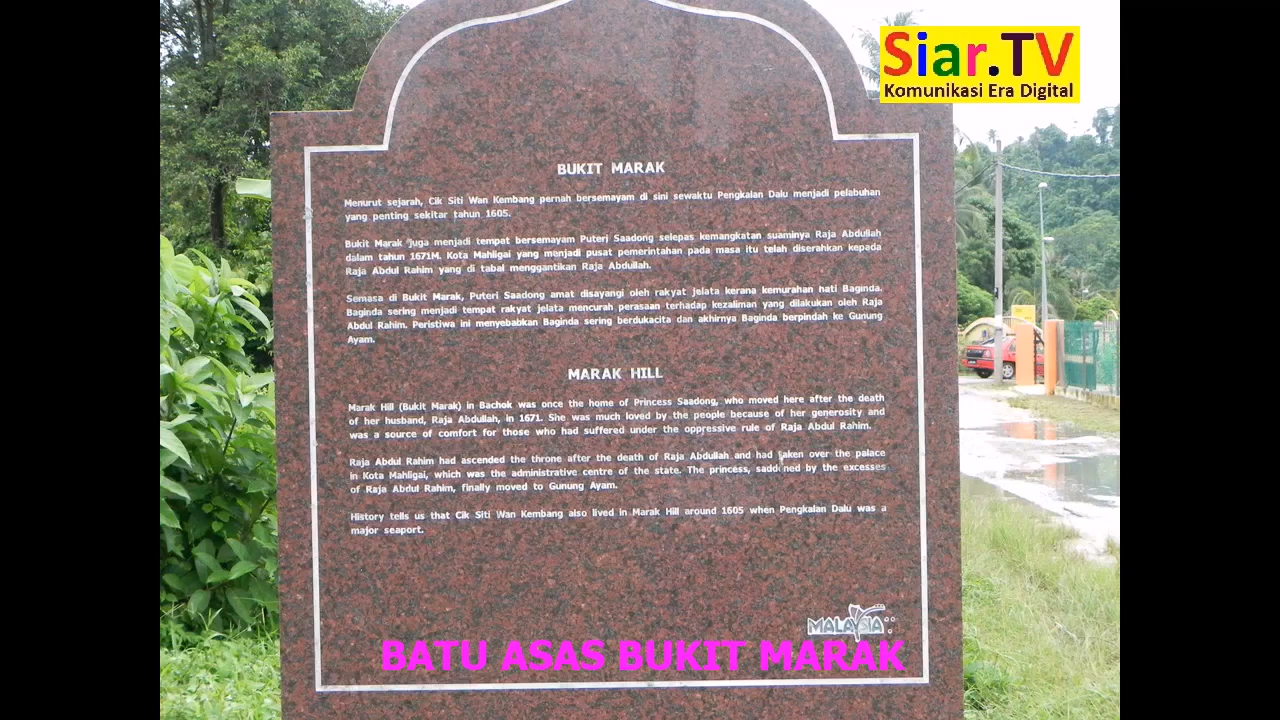 Siar.TV
Komunikasi Era Digital
BUKIT MARAK
Menurut sejarah, Cik Siti Wan Kembang pernah bersemayam di sini sewaktu Pengkalan Dalu menjadi pelabuhan
yang penting sekitar tahun 1605.
Bukit Marak juga menjadi tempat bersemayam Puteri Saadong selepas kemangkatan suaminya Raja Abdullah
dalam tahun 1671M. Kota Mahligai yang menjadi pusat pemerintahan pada masa itu telah diserahkan kepada
Raja Abdul Rahim yang di tabal menggantikan Raja Abdullah.
Semasa di Bukit Marak, Puteri Saadong amat disayangi oleh rakyat jelata kerana kemurahan hati Baginda.
Baginda sering menjadi tempat rakyat jelata mencurah perasaan terhadap kezaliman yang dilakukan oleh Raja
Abdul Rahim. Peristiwa ini menyebabkan Baginda sering berdukacita dan akhirnya Baginda berpindah ke Gunung
Ayam.
MARAK HILL
Marak Hill (Bukit Marak) in Bachok was once the home of Princess Saadong, who moved here after the death
of her husband, Raja Abdullah, in 1671. She was much loved by the people because of her generosity and
was a source of comfort for those who had suffered under the oppressive rule of Raja Abdul Rahim.
Raja Abdul Rahim had ascended the throne after the death of Raja Abdullah and had taken over the palace
in Kota Mahligai, which was the administrative centre of the state. The princess, saddened by the excesses
of Raja Abdul Rahim, finally moved to Gunung Ayam.
History tells us that Cik Siti Wan Kembang also lived in Marak Hill around 1605 when Pengkalan Dalu was a
major seaport.
MALAYSIA
BATU ASAS BUKIT MARAK